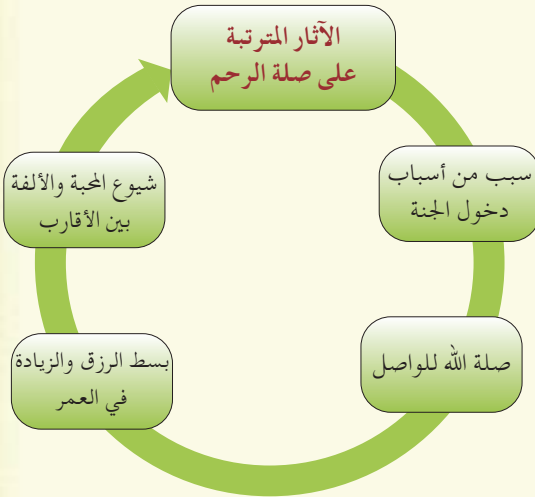 الآثار المترتبة
على صلة الرحم
سبب من أسباب
دخول الجنة
صلة الله للواصل
بسط الرزق والزيادة
في العمر
شيوع المحبة والألفة
بين الأقارب